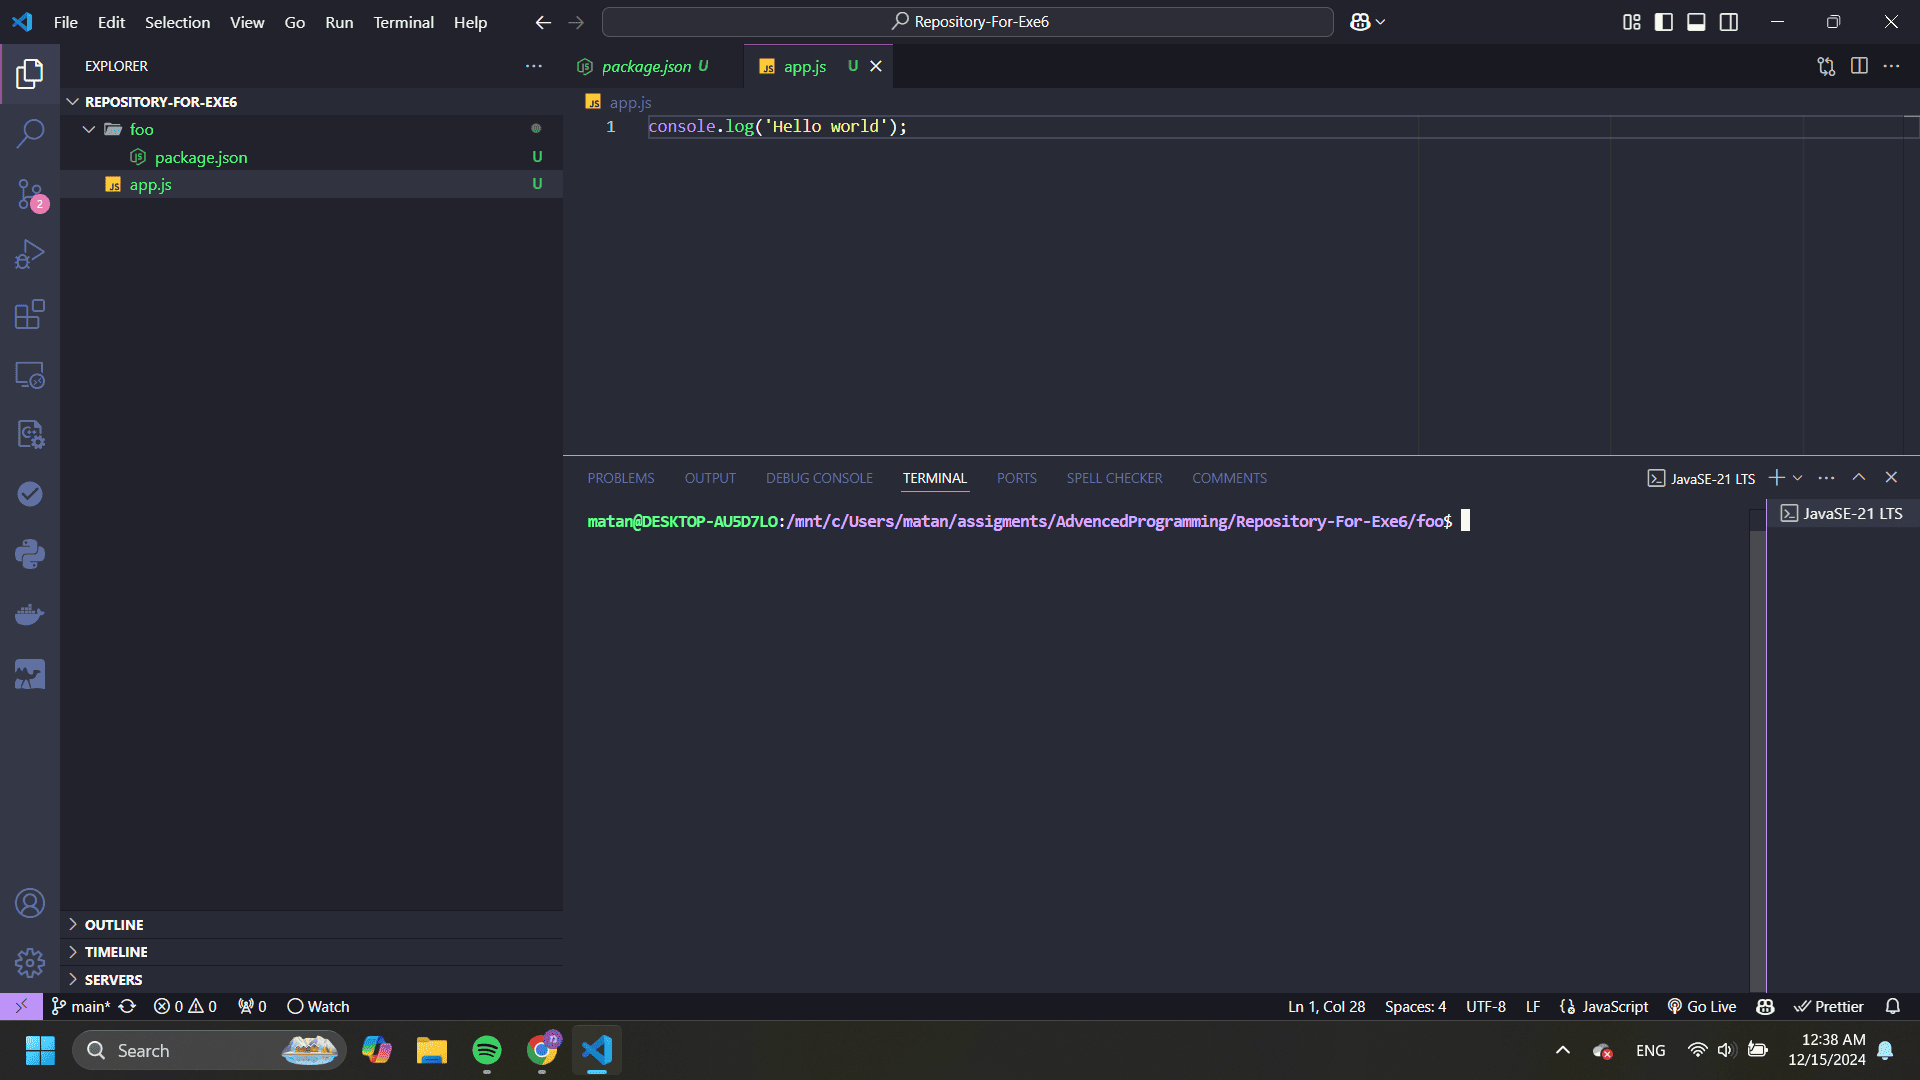 File Edit Selection View Go Run Terminal Help
Repository-For-Exe6
EXPLORER
REPOSITORY-FOR-EXE6
foo
package.json U
app.js U
2
package.json U
app.js U
app.js
1 console.log('Hello world');
PROBLEMS OUTPUT DEBUG CONSOLE TERMINAL PORTS SPELL CHECKER COMMENTS
JavaSE-21 LTS
matan@DESKTOP-AU5D7LO:/mnt/c/Users/matan/assigments/AdvencedProgramming/Repository-For-Exe6/foo$
JavaSE-21 LTS
OUTLINE
TIMELINE
SERVERS
main* 0 0 0 Watch
Ln 1, Col 28 Spaces: 4 UTF-8 LF JavaScript Go Live Prettier
Search
ENG
12:38 AM
12/15/2024